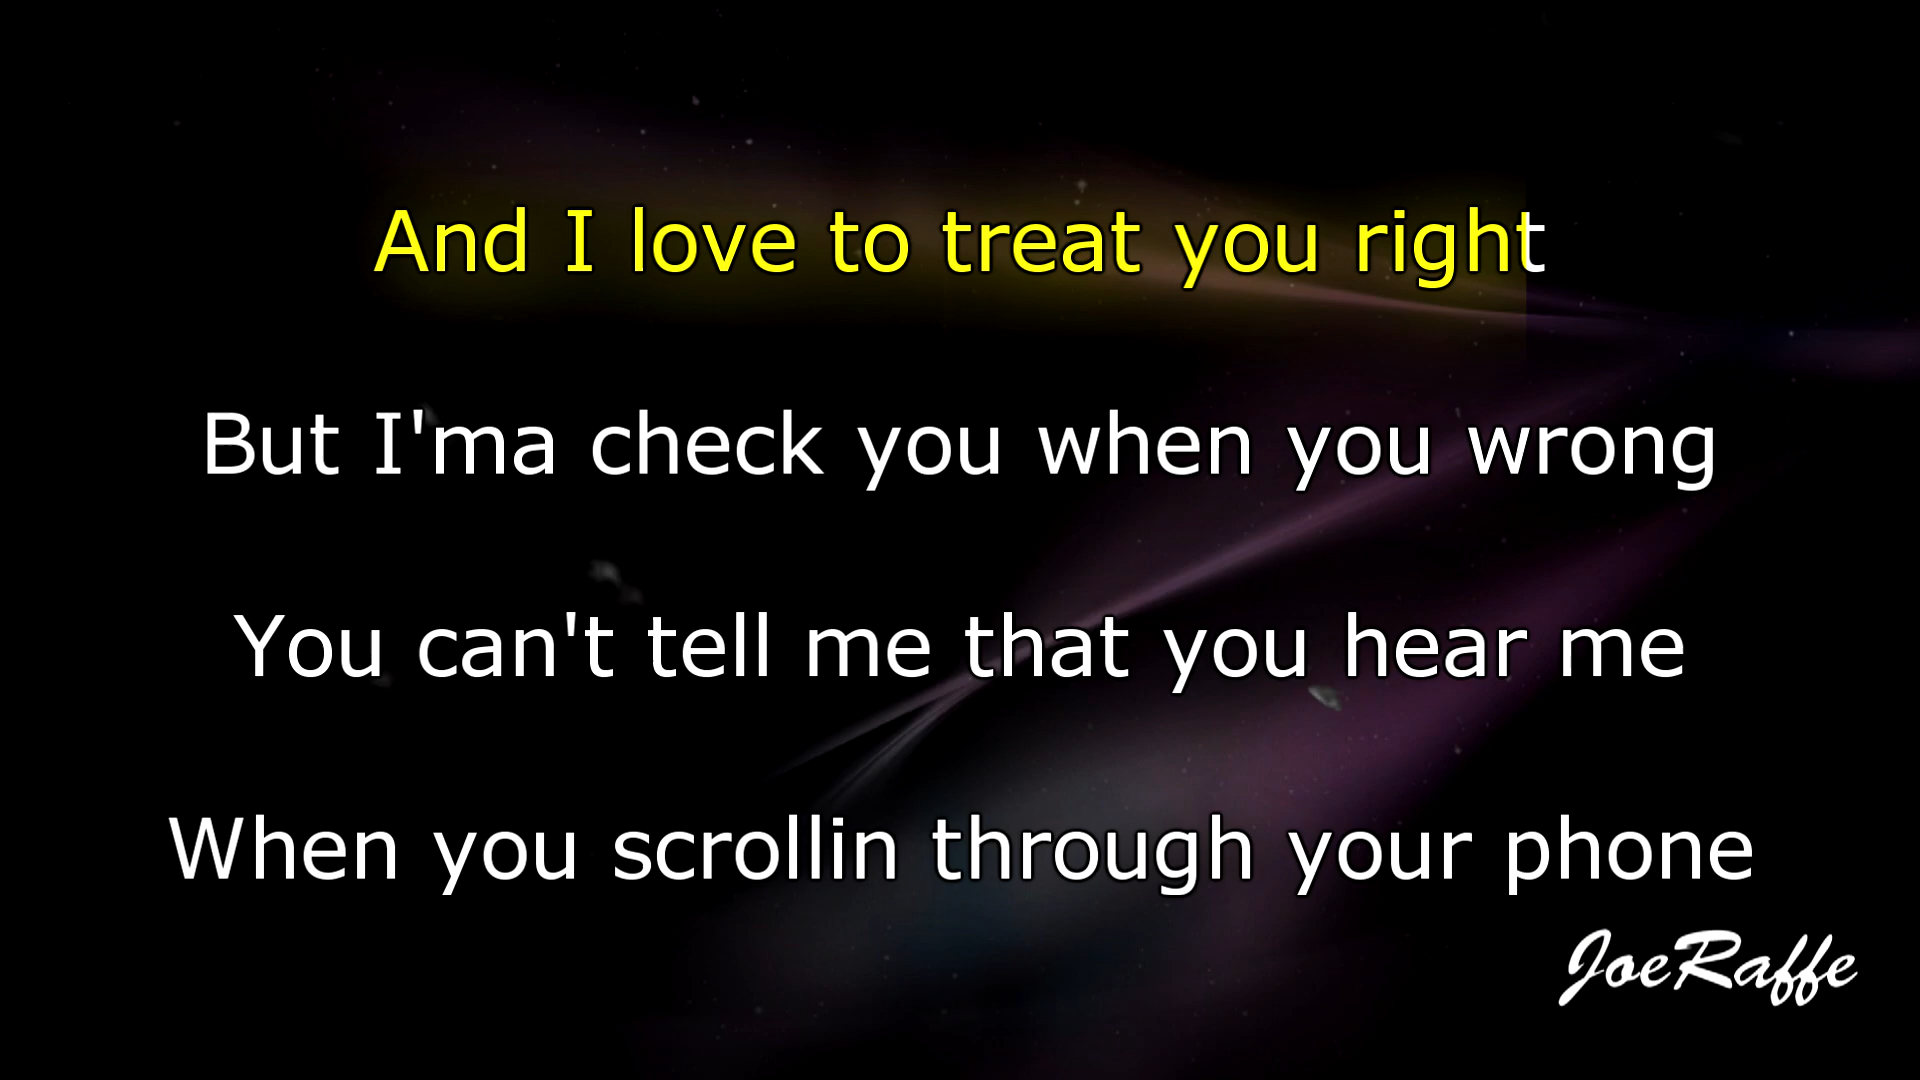 And I love to treat you right
But I'ma check you when you wrong
You can't tell me that you hear me
When you scrollin through your phone
JoeRaffe